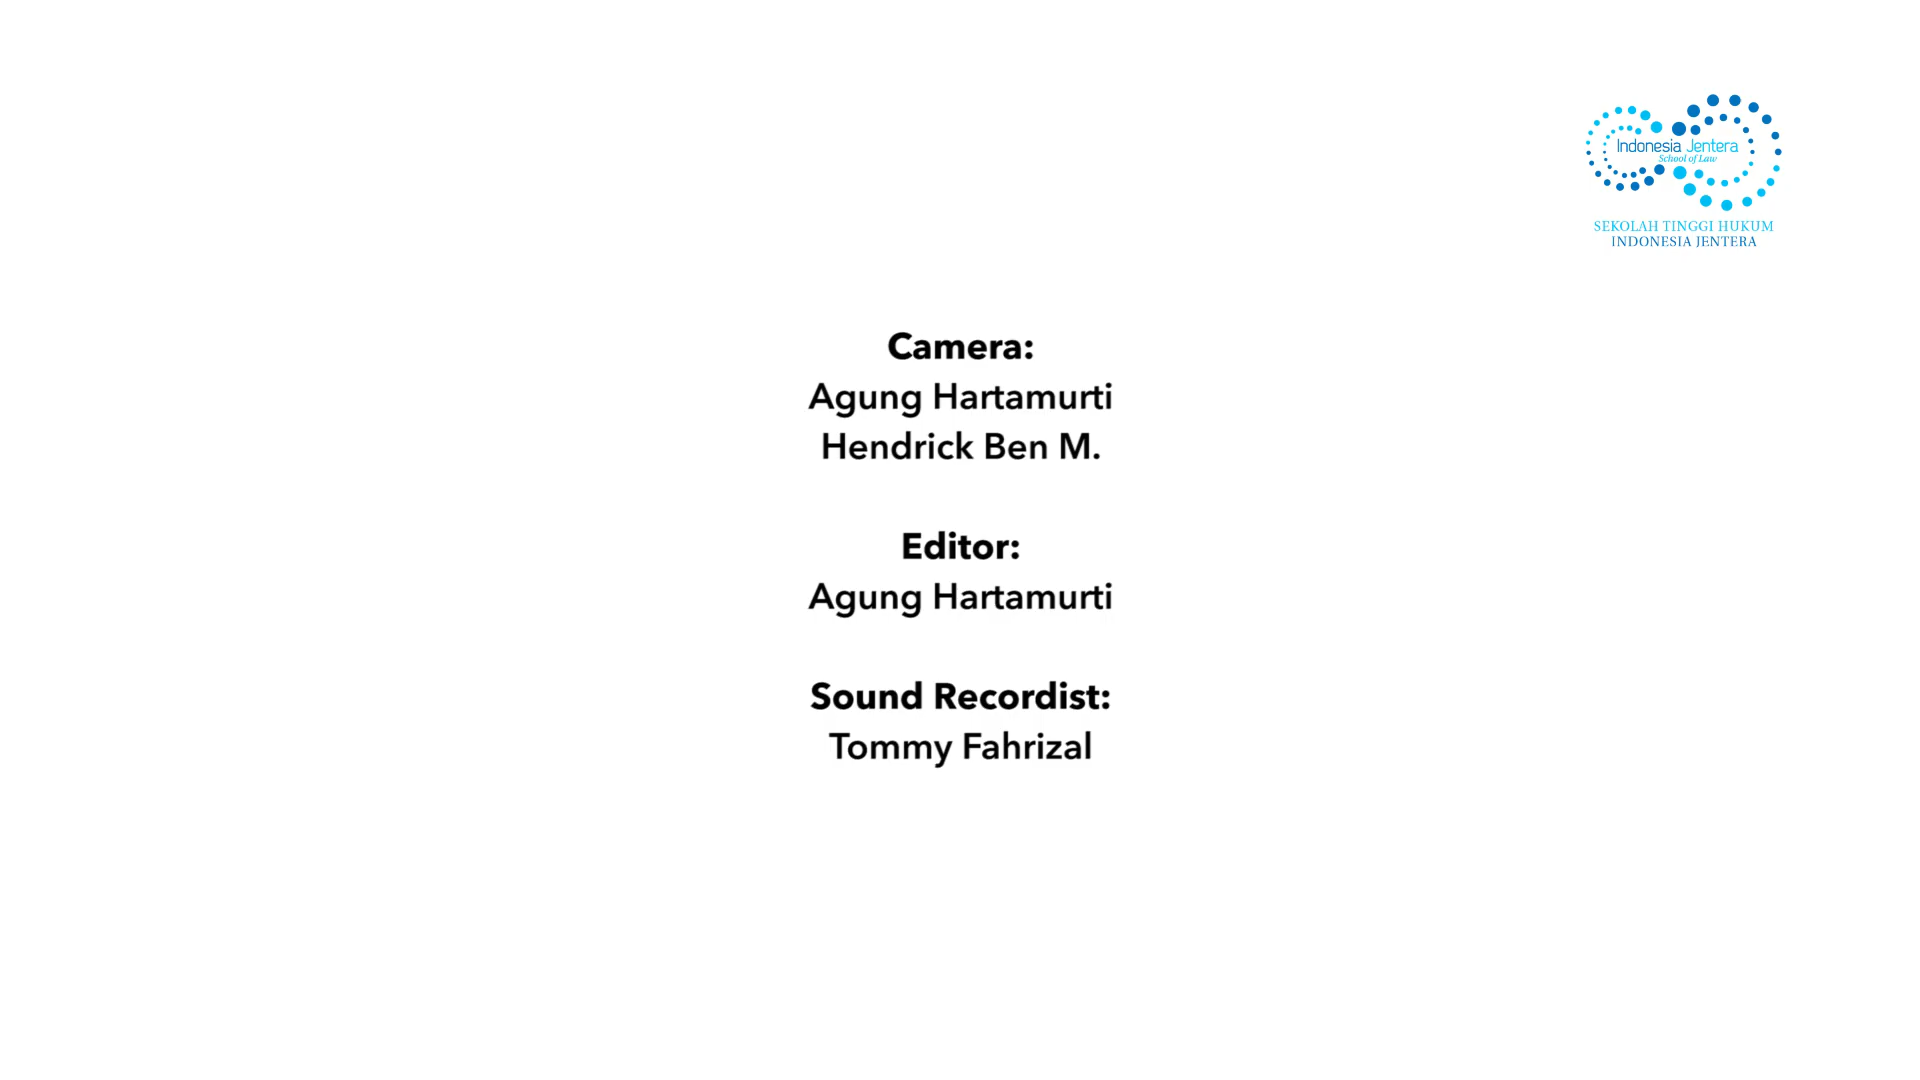 Indonesia Jentera
School of Law
SEKOLAH TINGGI HUKUM
INDONESIA JENTERA
Camera:
Agung Hartamurti
Hendrick Ben M.
Editor:
Agung Hartamurti
Sound Recordist:
Tommy Fahrizal